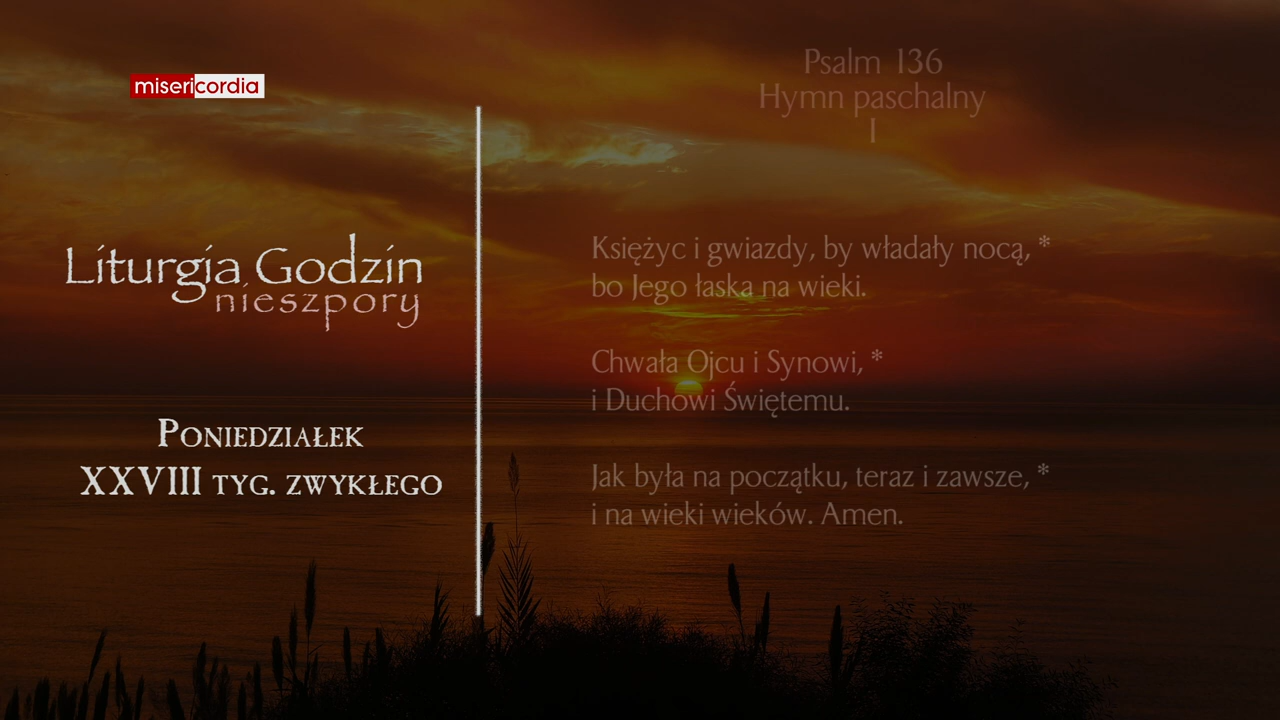 misericordia
Liturgia Godzin
nieszpory
Poniedziałek
XXVIII tyg. zwykłego
Psalm 136
Hymn paschalny
I
Księżyc i gwiazdy, by władały nocą, *
bo Jego łaska na wieki.
Chwała Ojcu i Synowi, *
i Duchowi Świętemu.
Jak była na początku, teraz i zawsze, *
i na wieki wieków. Amen.